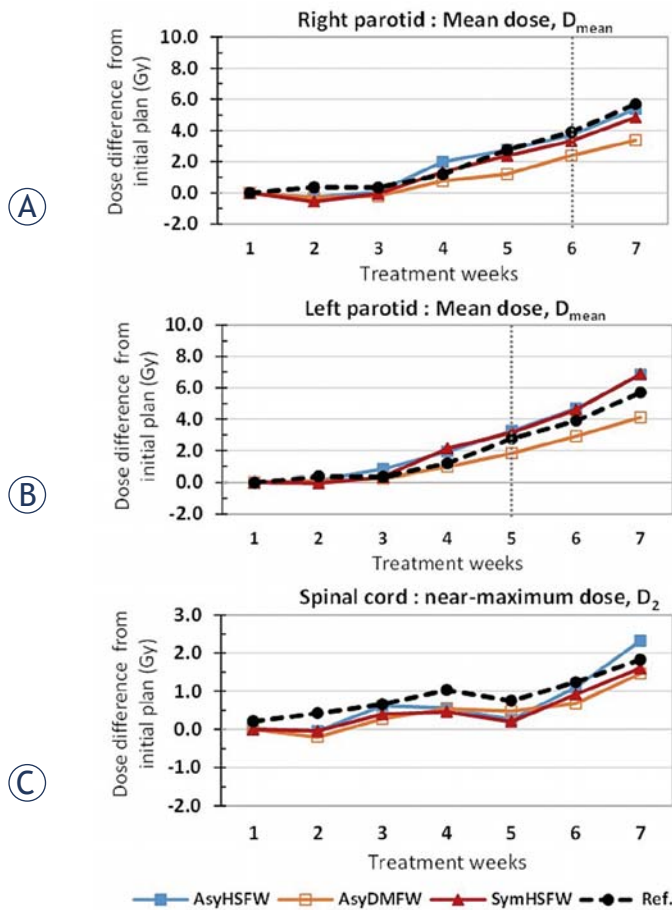 Right parotid : Mean dose, Dmean
Dose difference from
initial plan (Gy)
10.0
8.0
6.0
4.0
2.0
0.0
-2.0
1 2 3 4 5 6 7
Treatment weeks
A
Left parotid : Mean dose, Dmean
Dose difference from
initial plan (Gy)
10.0
8.0
6.0
4.0
2.0
0.0
-2.0
1 2 3 4 5 6 7
Treatment weeks
B
Spinal cord : near-maximum dose, D2
Dose difference from
initial plan (Gy)
3.0
2.0
1.0
0.0
-1.0
-2.0
1 2 3 4 5 6 7
Treatment weeks
C
AsyHSFW AsyDMFW SymHSFW Ref.